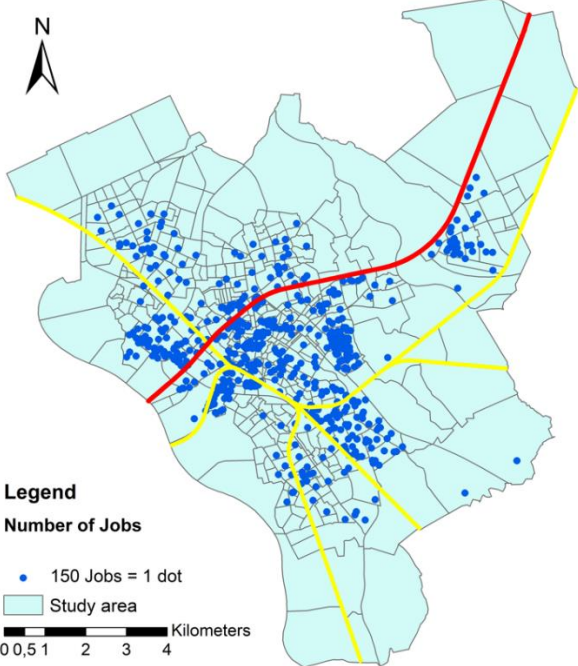 N
Legend
Number of Jobs
150 Jobs = 1 dot
Study area
Kilometers
0 0,5 1 2 3 4